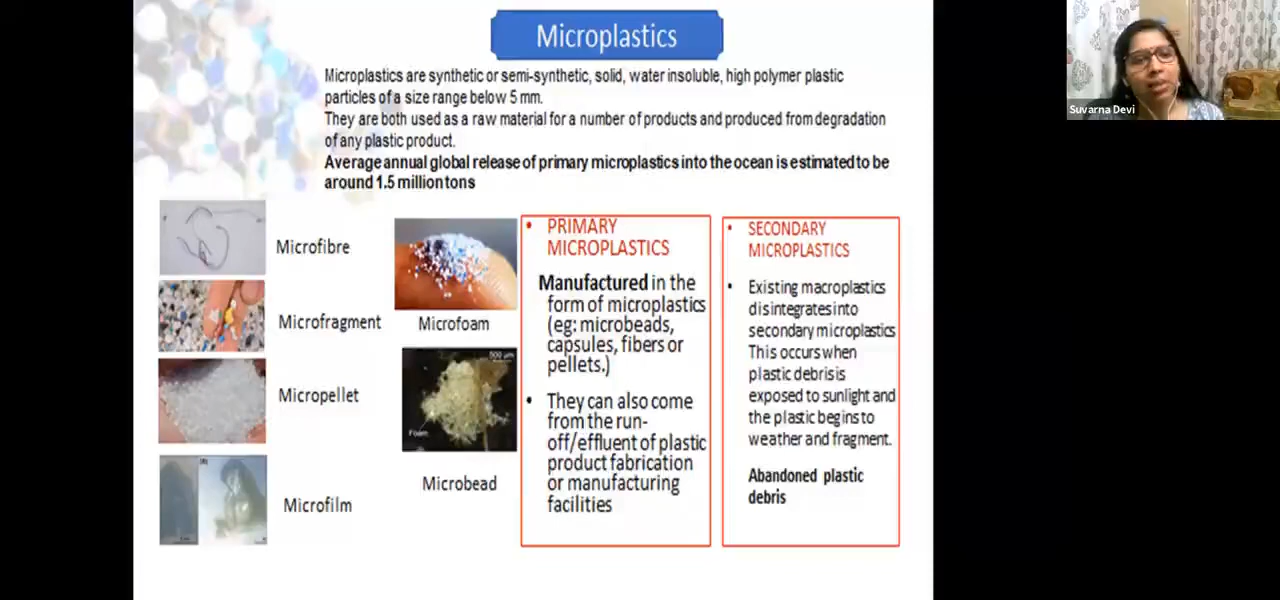 Microplastics
Microplastics are synthetic or semi-synthetic, solid, water insoluble, high polymer plastic
particles of a size range below 5 mm.
They are both used as a raw material for a number of products and produced from degradation
of any plastic product.
Average annual global release of primary microplastics into the ocean is estimated to be
around 1.5 million tons
Microfibre
Microfragment
Micropellet
Microfilm
Microfoam
500 µm
Foam
Microbead
• PRIMARY
MICROPLASTICS
Manufactured in the
form of microplastics
(eg: microbeads,
capsules, fibers or
pellets.)
• They can also come
from the run-
off/effluent of plastic
product fabrication
or manufacturing
facilities
• SECONDARY
MICROPLASTICS
• Existing macroplastics
disintegrates into
secondary microplastics
This occurs when
plastic debris is
exposed to sunlight and
the plastic begins to
weather and fragment.
Abandoned plastic
debris
Suvarna Devi